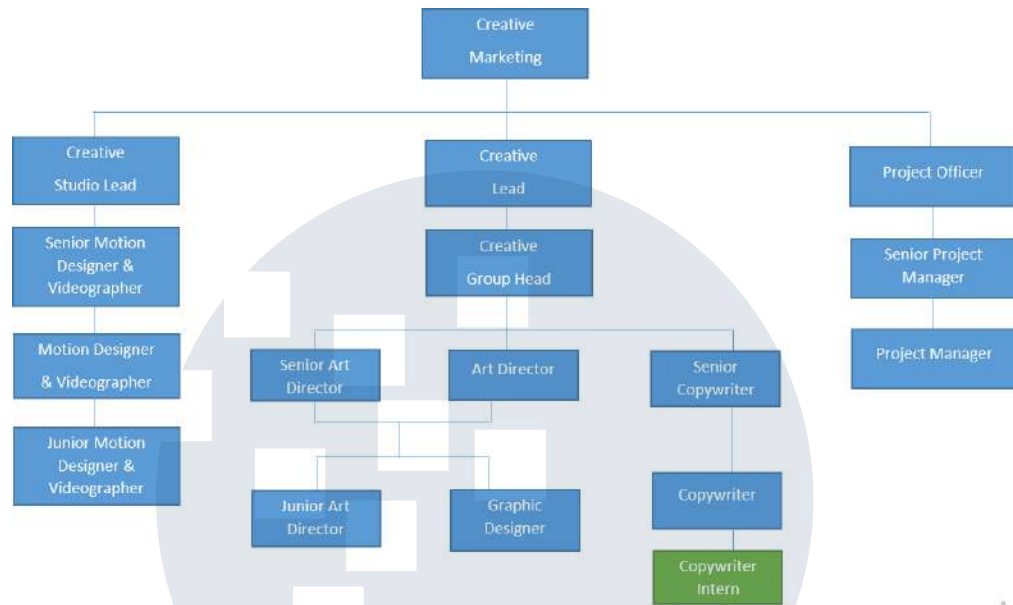 Creative
Marketing
Creative
Studio Lead
Creative
Lead
Project Officer
Senior Motion
Designer &
Videographer
Creative
Group Head
Senior Project
Manager
Motion Designer
& Videographer
Senior Art
Director
Art Director
Senior
Copywriter
Project Manager
Junior Motion
Designer &
Videographer
Junior Art
Director
Graphic
Designer
Copywriter
Copywriter
Intern